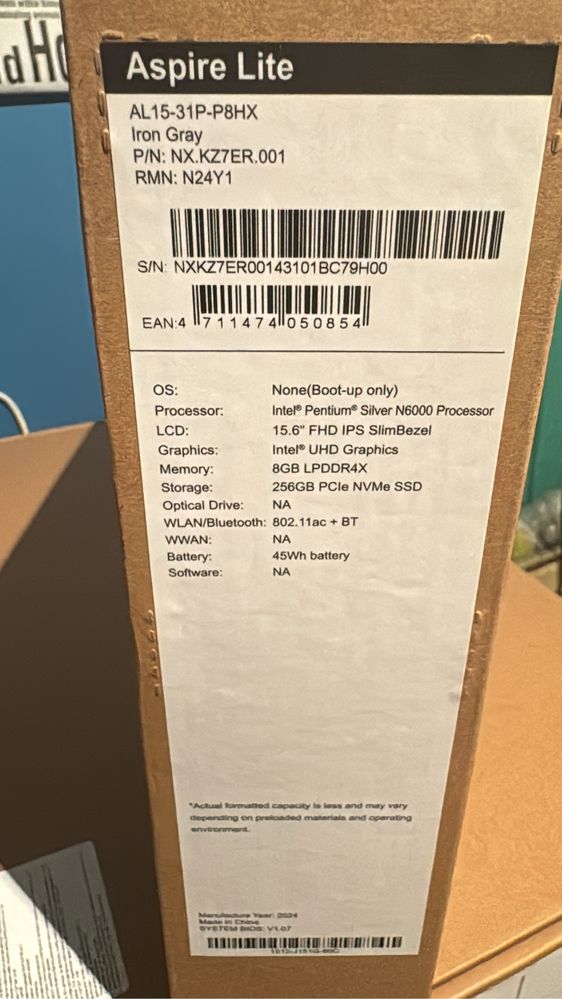 dH
Aspire Lite
AL15-31P-P8HX
Iron Gray
P/N: NX.KZ7ER.001
RMN: N24Y1
S/N: NXKZ7ER00143101BC79H00
EAN:4 711474 050854
OS: None(Boot-up only)
Processor: Intel® Pentium® Silver N6000 Processor
LCD: 15.6" FHD IPS SlimBezel
Graphics: Intel® UHD Graphics
Memory: 8GB LPDDR4X
Storage: 256GB PCIe NVMe SSD
Optical Drive: NA
WLAN/Bluetooth: 802.11ac + BT
WWAN: NA
Battery: 45Wh battery
Software: NA
*Actual formatted capacity is less and may vary
depending on preloaded materials and operating
environment.
Manufacture Year: 2024
Made in China
SYSTEM BIOS: V1.07